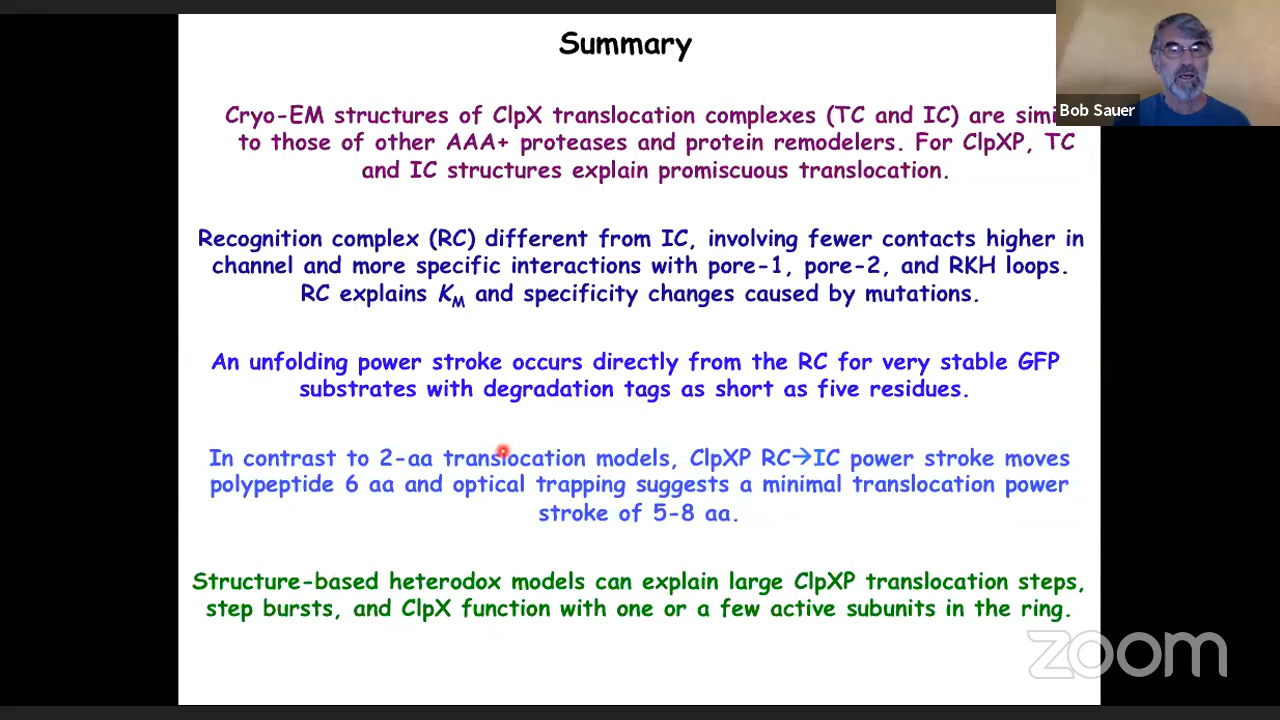 Summary
Bob Sauer
Cryo-EM structures of ClpX translocation complexes (TC and IC) are
to those of other AAA+ proteases and protein remodelers. For ClpXP, TC
and IC structures explain promiscuous translocation.
Recognition complex (RC) different from IC, involving fewer contacts higher in
channel and more specific interactions with pore-1, pore-2, and RKH loops.
RC explains KM and specificity changes caused by mutations.
An unfolding power stroke occurs directly from the RC for very stable GFP
substrates with degradation tags as short as five residues.
In contrast to 2-aa translocation models, ClpXP RC→IC power stroke moves
polypeptide 6 aa and optical trapping suggests a minimal translocation power
stroke of 5-8 aa.
Structure-based heterodox models can explain large ClpXP translocation steps,
step bursts, and ClpX function with one or a few active subunits in the ring.
zoom